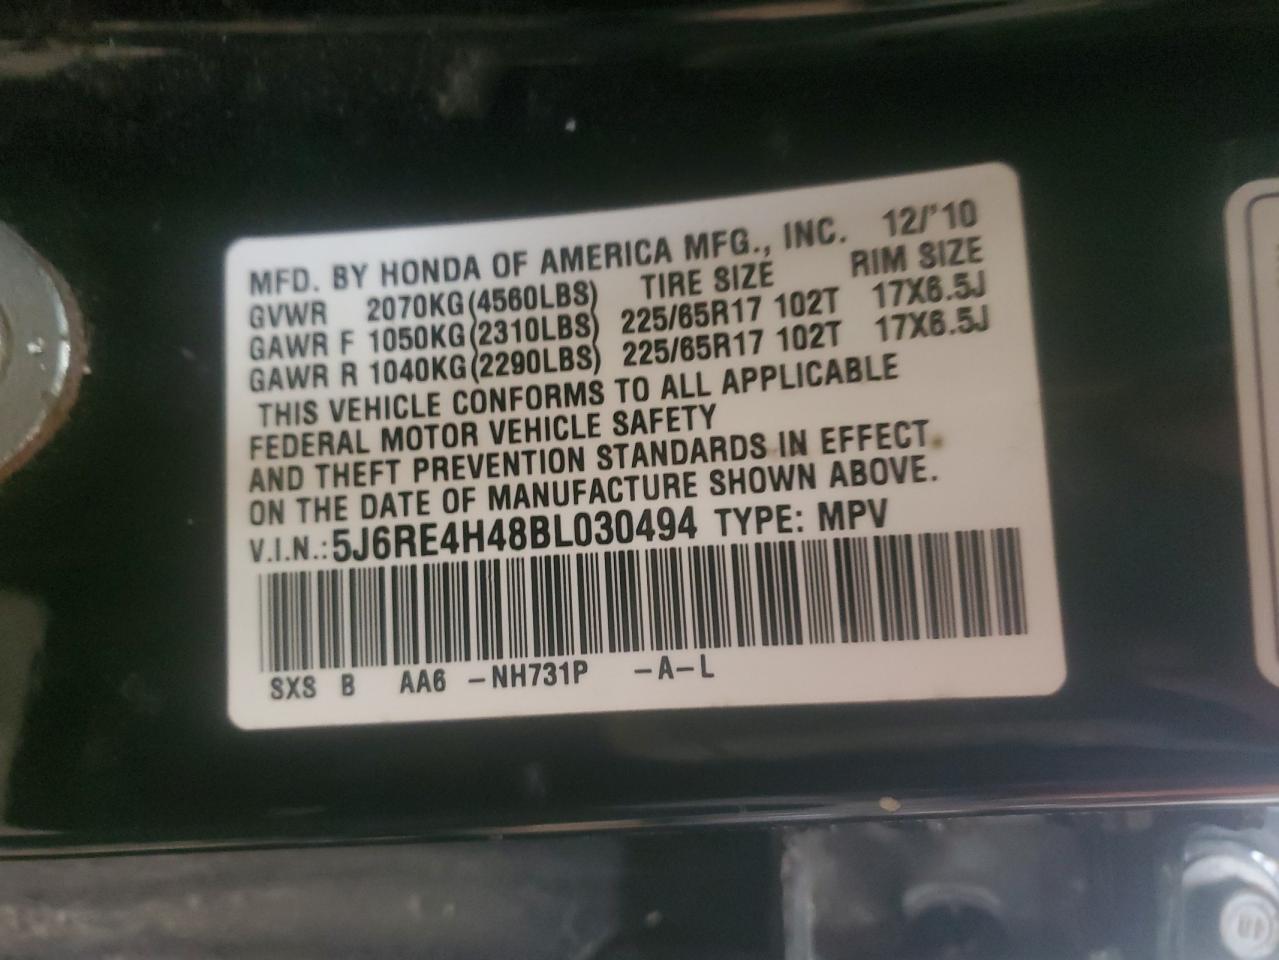 MFD. BY HONDA OF AMERICA MFG., INC. 12/'10
GVWR 2070KG(4560LBS) TIRE SIZE RIM SIZE
GAWR F 1050KG(2310LBS) 225/65R17 102T 17X6.5J
GAWR R 1040KG(2290LBS) 225/65R17 102T 17X6.5J
THIS VEHICLE CONFORMS TO ALL APPLICABLE
FEDERAL MOTOR VEHICLE SAFETY
AND THEFT PREVENTION STANDARDS IN EFFECT
ON THE DATE OF MANUFACTURE SHOWN ABOVE.
V.I.N.:5J6RE4H48BL030494 TYPE: MPV
SXS B AA6 -NH731P -A-L